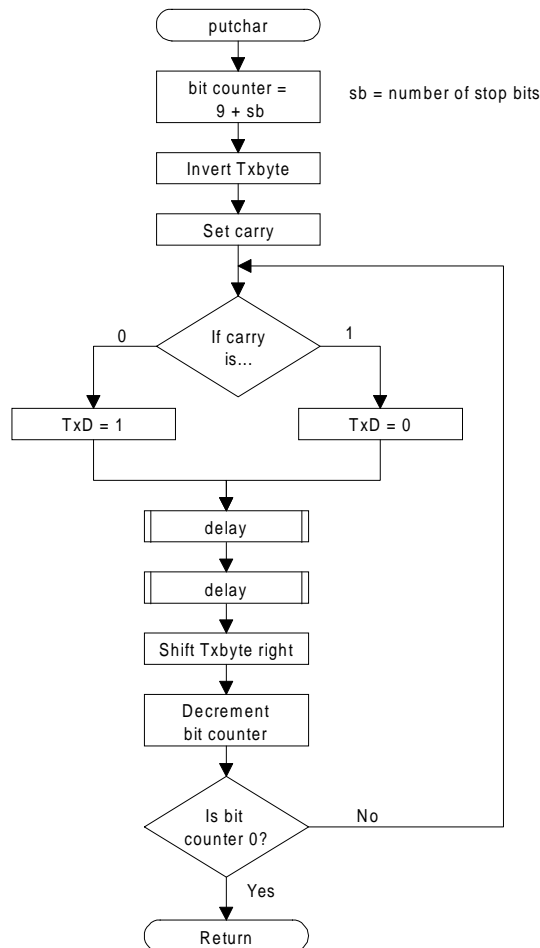 putchar
bit counter =
9 + sb
sb = number of stop bits
Invert Txbyte
Set carry
If carry
is...
0
1
TxD = 1
TxD = 0
delay
delay
Shift Txbyte right
Decrement
bit counter
Is bit
counter 0?
No
Yes
Return